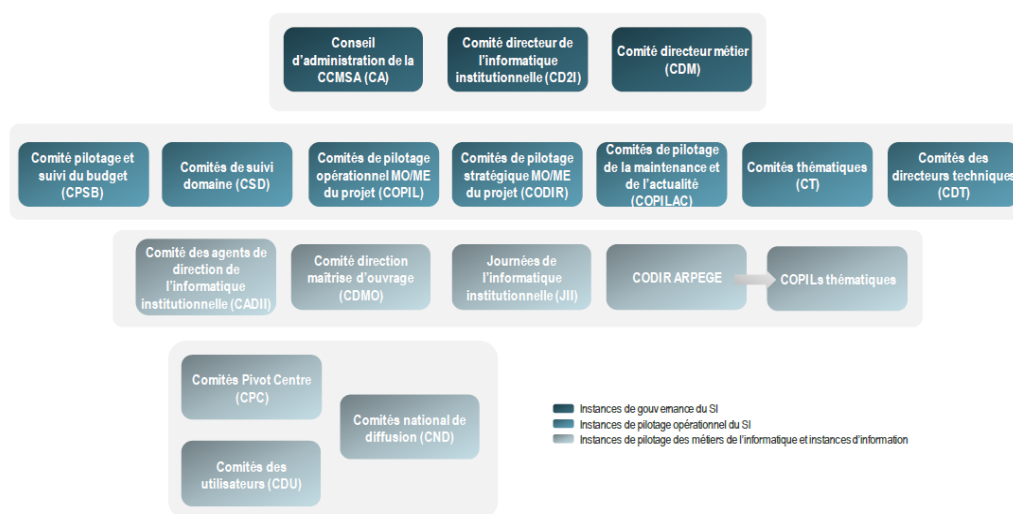 Conseil
d'administration de la
CCMSA (CA)
Comité directeur de
l'informatique
institutionnelle (CD2I)
Comité directeur métier
(CDM)
Comité pilotage et
suivi du budget
(CPSB)
Comités de suivi
domaine (CSD)
Comités de pilotage
opérationnel MO/ME
du projet (COPIL)
Comités de pilotage
stratégique MO/ME
du projet (CODIR)
Comités de pilotage
de la maintenance et
de l'actualité
(COPILAC)
Comités thématiques
(CT)
Comités des
directeurs techniques
(CDT)
Comité des agents de
direction de
l'informatique
institutionnelle (CADII)
Comité direction
maîtrise d'ouvrage
(CDMO)
Journées de
l'informatique
institutionnelle (JII)
CODIR ARPEGE
COPILs thématiques
Comités Pivot Centre
(CPC)
Comités national de
diffusion (CND)
Comités des
utilisateurs (CDU)
Instances de gouvernance du SI
Instances de pilotage opérationnel du SI
Instances de pilotage des métiers de l'informatique et instances d'information